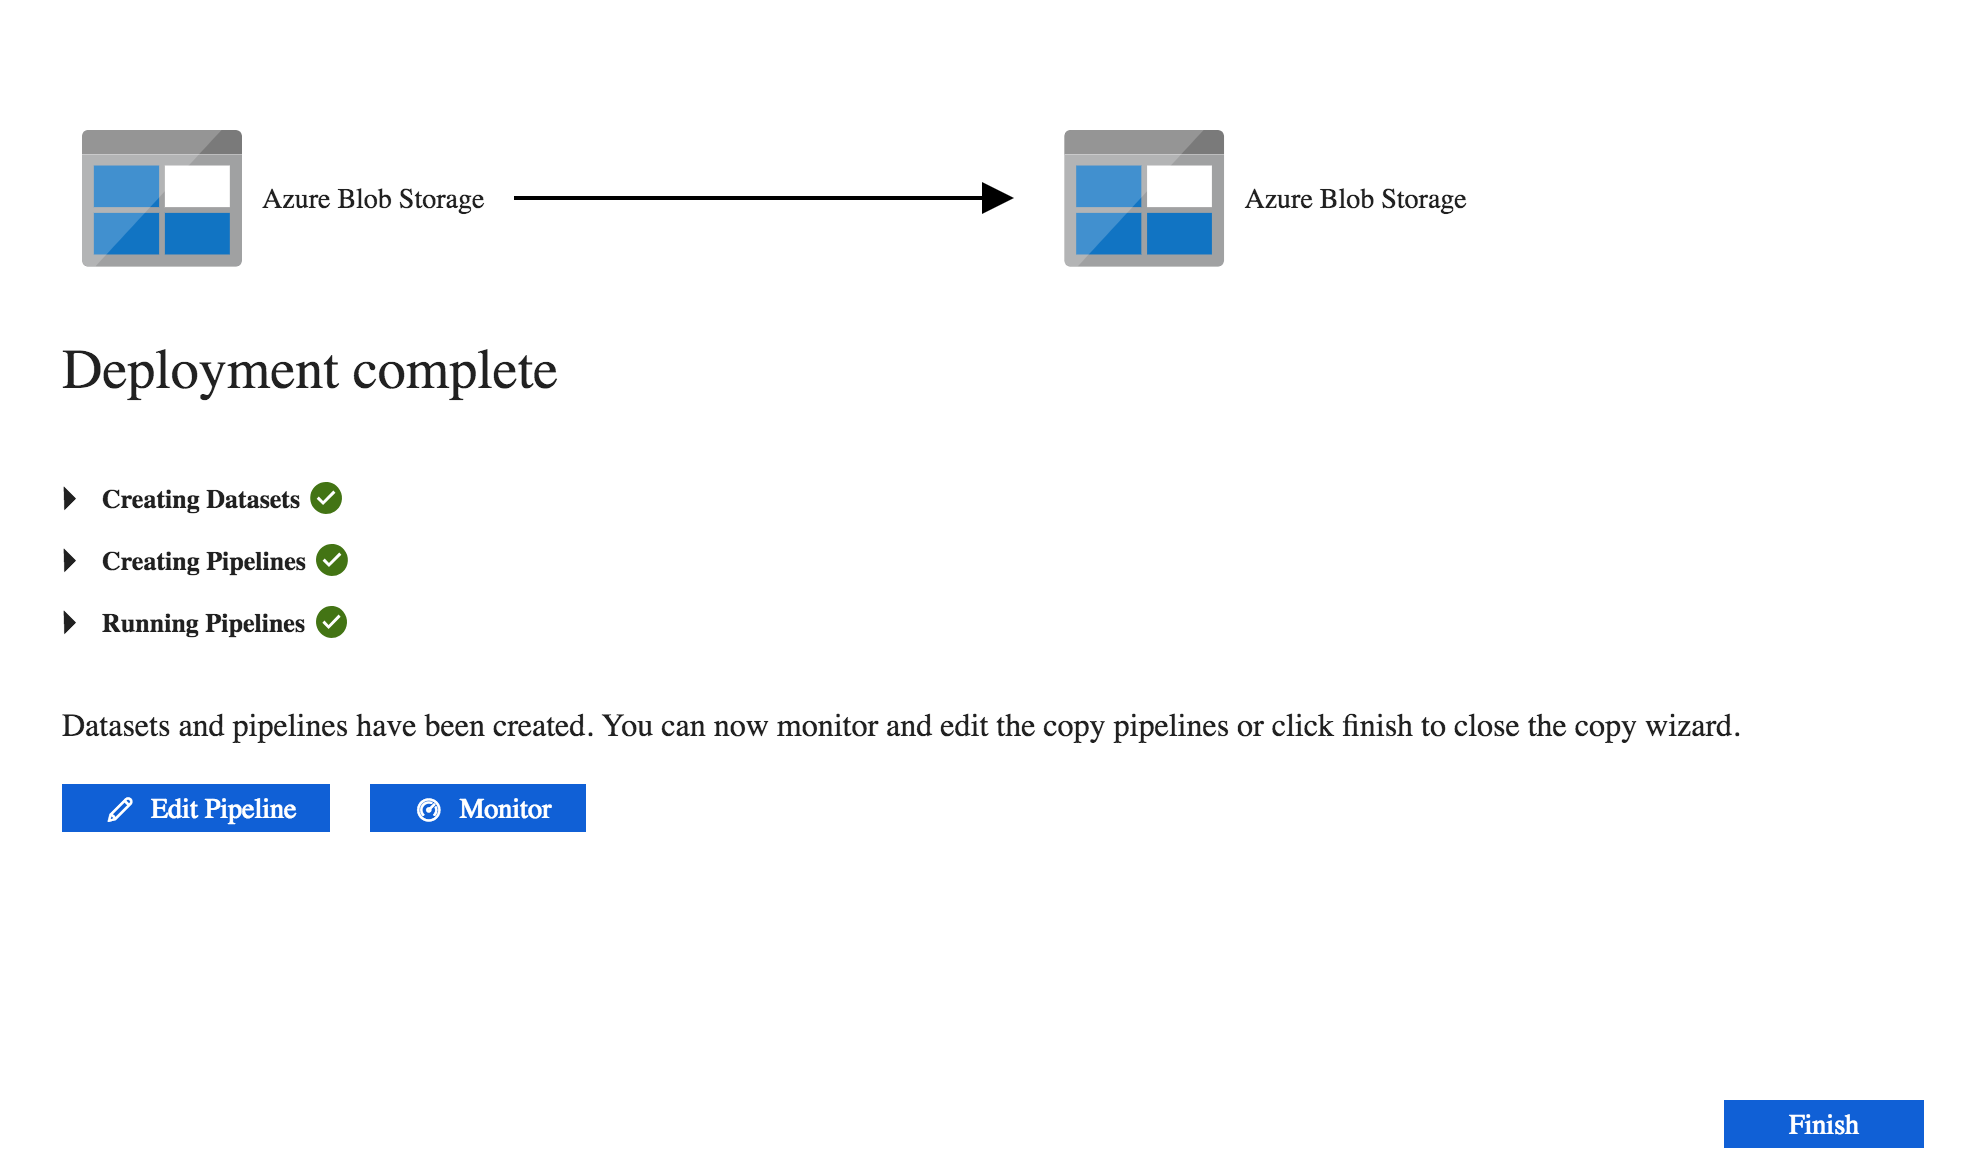 Azure Blob Storage
Azure Blob Storage
Deployment complete
Creating Datasets
Creating Pipelines
Running Pipelines
Datasets and pipelines have been created. You can now monitor and edit the copy pipelines or click finish to close the copy wizard.
Edit Pipeline
Monitor
Finish